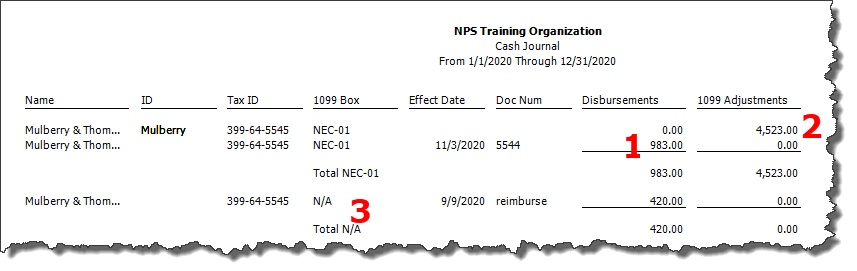 NPS Training Organization
Cash Journal
From 1/1/2020 Through 12/31/2020
Name ID Tax ID 1099 Box Effect Date Doc Num Disbursements 1099 Adjustments
Mulberry & Thom... Mulberry 399-64-5545 NEC-01 0.00 4,523.00 2
Mulberry & Thom... 399-64-5545 NEC-01 11/3/2020 5544 1 983.00 0.00
Total NEC-01 983.00 4,523.00
Mulberry & Thom... 399-64-5545 N/A 9/9/2020 reimburse 420.00 0.00
3
Total N/A 420.00 0.00